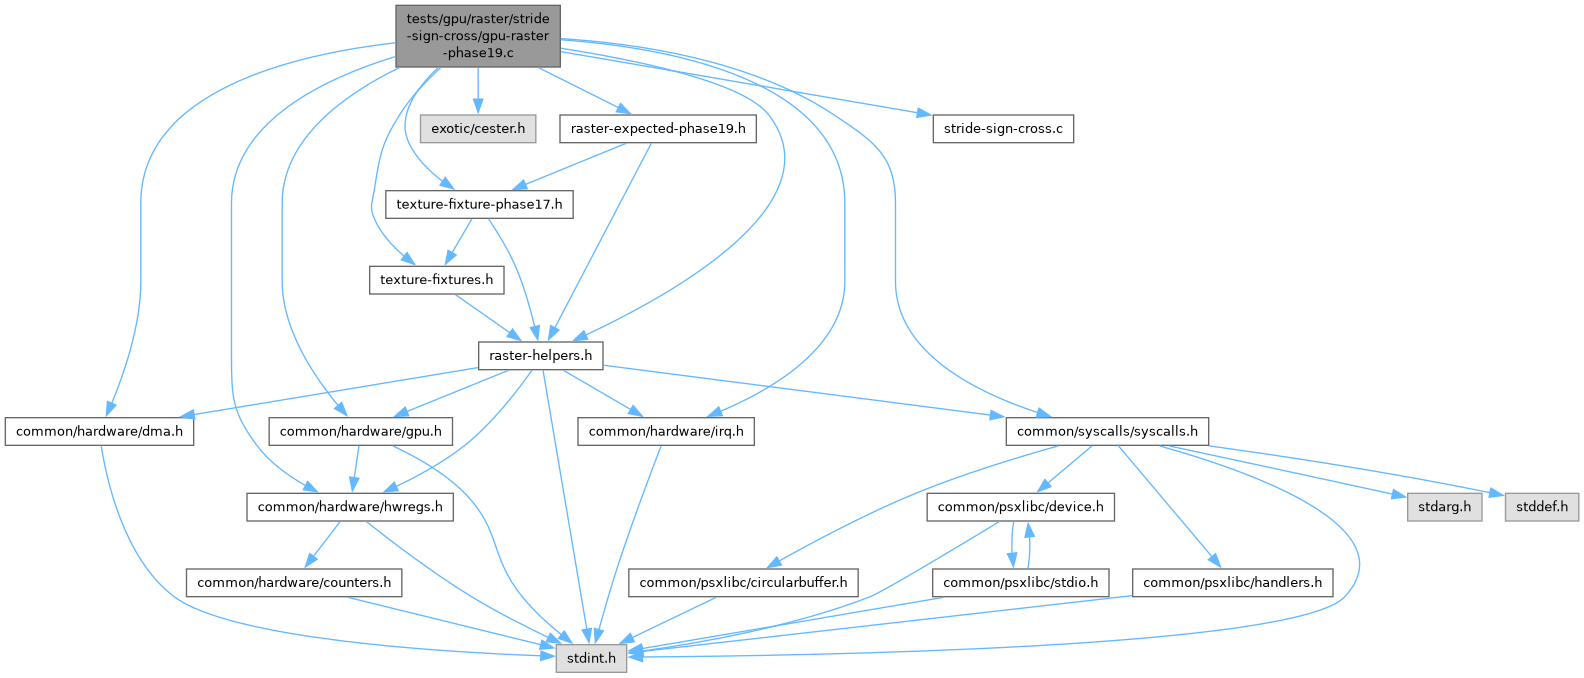 tests/gpu/raster/stride
-sign-cross/gpu-raster
-phase19.c
exotic/cester.h
raster-expected-phase19.h
stride-sign-cross.c
texture-fixture-phase17.h
texture-fixtures.h
raster-helpers.h
common/hardware/dma.h
common/hardware/gpu.h
common/hardware/irq.h
common/syscalls/syscalls.h
common/hardware/hwregs.h
common/psxlibc/device.h
stdarg.h
stddef.h
common/hardware/counters.h
common/psxlibc/circularbuffer.h
common/psxlibc/stdio.h
common/psxlibc/handlers.h
stdint.h